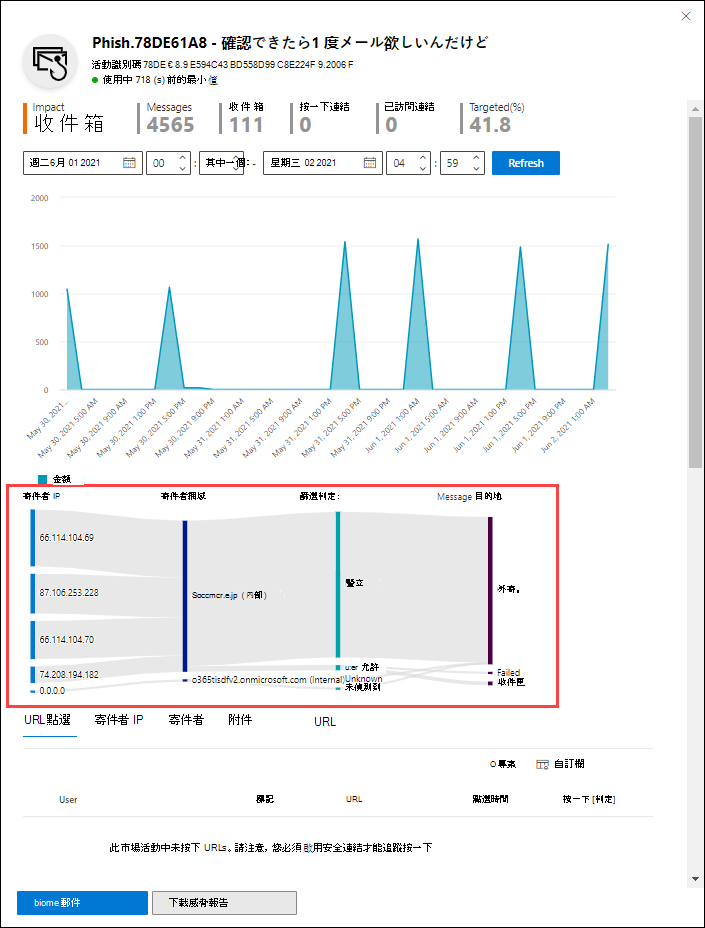 Phish.78DE61A8 - 確認できたら1 度メール欲しいんだけど
活動識別碼 78DE € 8.9 E594C43 BD558D99 C8E224F 9.2006 F
使用中 718 (s) 前的最小 值
Impact
收件箱
Messages
4565
收件箱
111
按一下連結
0
已訪問連結
0
Targeted(%)
41.8
週二6月 01 2021
00
:
其中一個: -
星期三 02 2021
04
:
59
Refresh
2000
1500
1000
500
0
May 30, 2021...
May 30, 2021 5:00 AM
May 30, 2021 9:00 AM
May 30, 2021 1:00 PM
May 30, 2021 5:00 PM
May 30, 2021 9:00 PM
May 31, 2021 1:00 AM
May 31, 2021 5:00 AM
May 31, 2021 9:00 AM
May 31, 2021 1:00 PM
May 31, 2021 5:00 PM
May 31, 2021 9:00 PM
Jun 1, 2021 1:00 AM
Jun 1, 2021 5:00 AM
Jun 1, 2021 9:00 AM
Jun 1, 2021 1:00 PM
Jun 1, 2021 5:00 PM
Jun 1, 2021 9:00 PM
Jun 2, 2021 1:00 AM
金額
寄件者 IP
寄件者網域
篩選判定:
Message 目的地
66.114.104.69
87.106.253.228
66.114.104.70
74.208.194.182
0.0.0.0
Soccmcr.e.jp (內部)
o365tisdfv2.onmicrosoft.com (Internal)
豎立
uer 允許
Unknown
未偵測到
外寄。
Failed
收件匣
URL點選
寄件者 IP
寄件者
附件
URL
0專案
自訂欄
User
標記
URL
點選時間
按一下 [判定]
此市場活動中未按下 URLs。請注意，您必須啟用安全連結才能追蹤按一下
biome 郵件
下載威脅報告